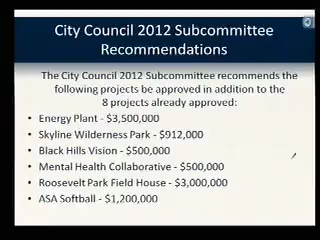 City Council 2012 Subcommittee
Recommendations
The City Council 2012 Subcommittee recommends the
following projects be approved in addition to the
8 projects already approved:
• Energy Plant - $3,500,000
• Skyline Wilderness Park - $912,000
• Black Hills Vision - $500,000
• Mental Health Collaborative - $500,000
• Roosevelt Park Field House - $3,000,000
• ASA Softball - $1,200,000